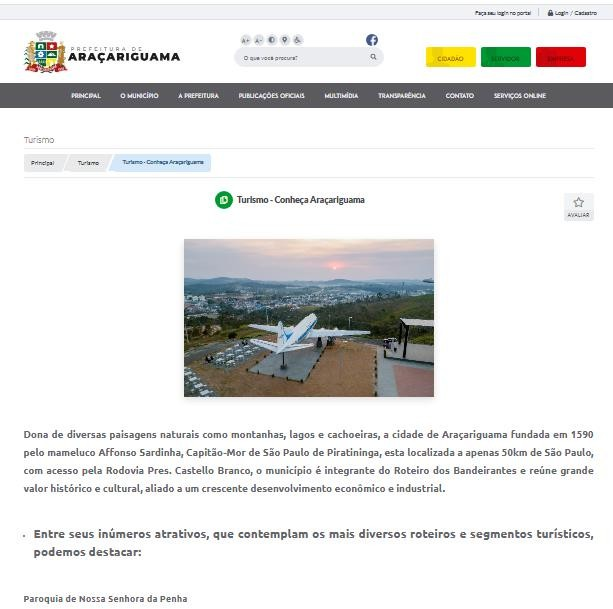 Faça seu login no portal
Login / Cadastro
PREFEITURA DE
ARAÇARIGUAMA
A+ A-
O que você procura?
CIDADÃO
SERVIDOR
EMPRESA
PRINCIPAL O MUNICÍPIO A PREFEITURA PUBLICAÇÕES OFICIAIS MULTIMÍDIA TRANSPARÊNCIA CONTATO SERVIÇOS ONLINE
Turismo
Principal Turismo Turismo - Conheça Araçariguama
Turismo - Conheça Araçariguama
AVALIAR
Dona de diversas paisagens naturais como montanhas, lagos e cachoeiras, a cidade de Araçariguama fundada em 1590
pelo mameluco Affonso Sardinha, Capitão-Mor de São Paulo de Piratininga, esta localizada a apenas 50km de São Paulo,
com acesso pela Rodovia Pres. Castello Branco, o município é integrante do Roteiro dos Bandeirantes e reúne grande
valor histórico e cultural, aliado a um crescente desenvolvimento econômico e industrial.
Entre seus inúmeros atrativos, que contemplam os mais diversos roteiros e segmentos turísticos,
podemos destacar:
Paroquia de Nossa Senhora da Penha